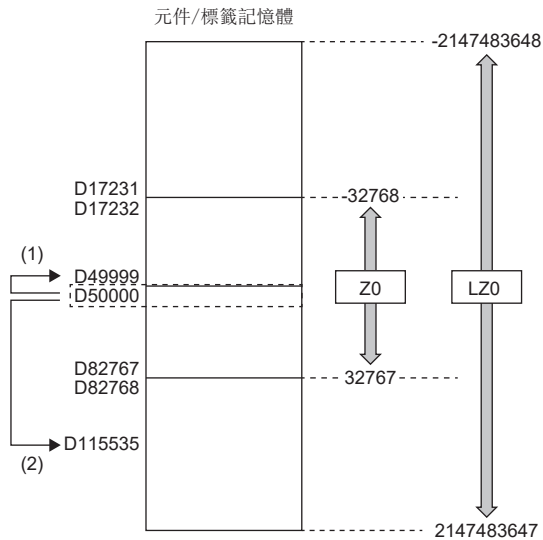 元件/標籤記憶體
-2147483648
D17231
D17232
-32768
(1)
D49999
D50000
Z0
LZ0
D82767
D82768
32767
D115535
(2)
2147483647